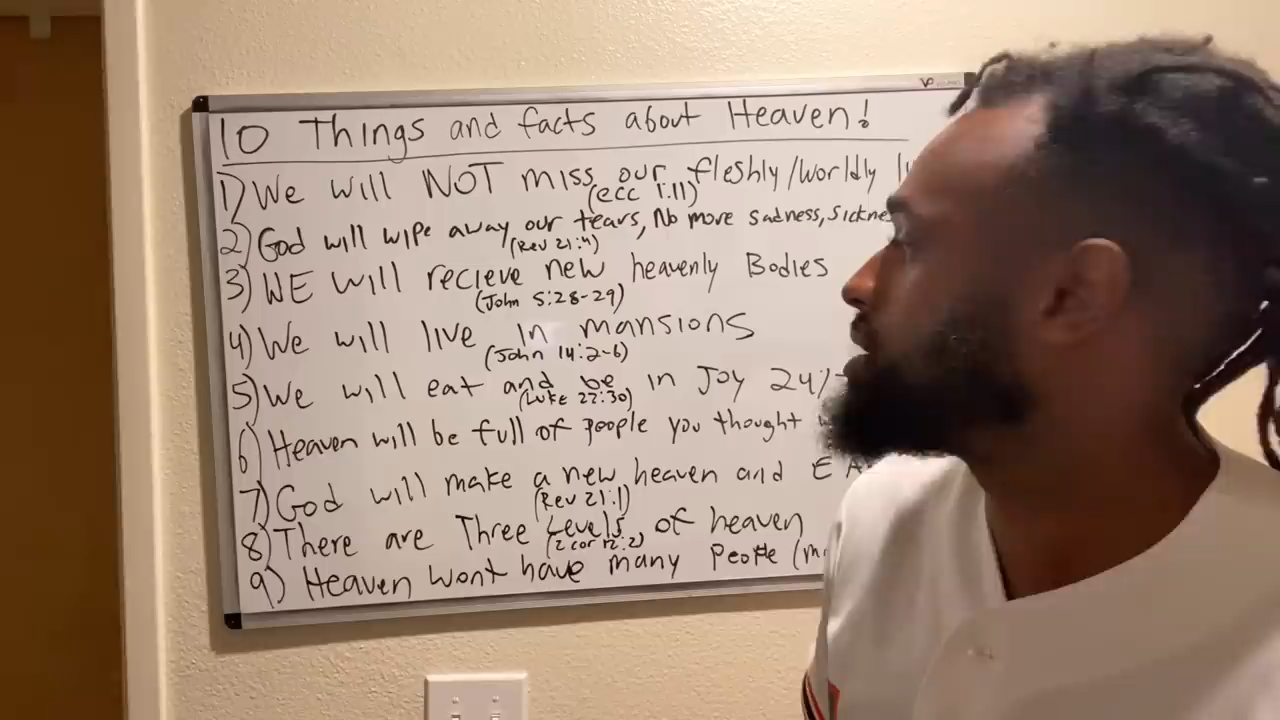 10 Things and facts about Heaven!
1) We will NOT miss our fleshly/worldly
(ecc 1:11)
2) God will wipe away our tears, No more sadness, sickne
(Rev 21:4)
3) WE will recieve new heavenly Bodies
(John 5:28-29)
4) We will live in mansions
(John 14:2-6)
5) We will eat and be in Joy 24/7
(Luke 22:30)
6) Heaven will be full of people you thought
7) God will make a new heaven and EA
(Rev 21:1)
8) There are Three Levels of heaven
(2 cor 12:2)
9) Heaven wont have many People